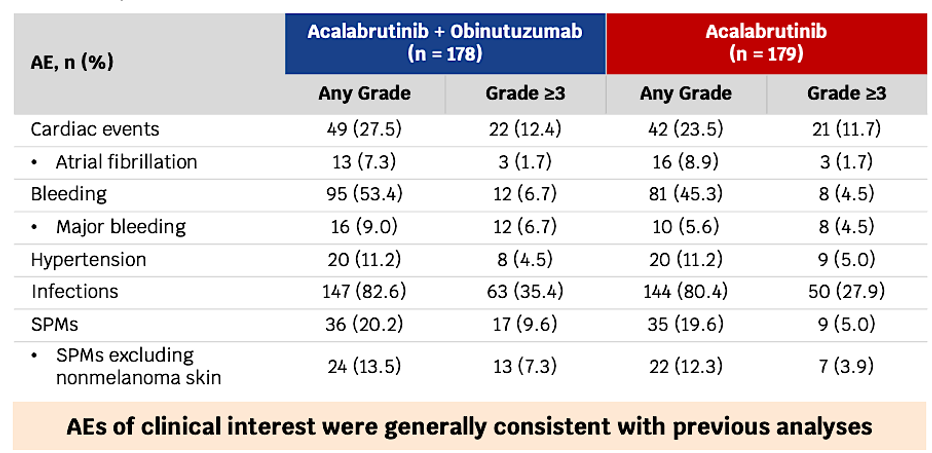 AE, n (%)
Acalabrutinib + Obinutuzumab
(n = 178)
Acalabrutinib
(n = 179)
Any Grade Grade ≥3 Any Grade Grade ≥3
Cardiac events 49 (27.5) 22 (12.4) 42 (23.5) 21 (11.7)
• Atrial fibrillation 13 (7.3) 3 (1.7) 16 (8.9) 3 (1.7)
Bleeding 95 (53.4) 12 (6.7) 81 (45.3) 8 (4.5)
• Major bleeding 16 (9.0) 12 (6.7) 10 (5.6) 8 (4.5)
Hypertension 20 (11.2) 8 (4.5) 20 (11.2) 9 (5.0)
Infections 147 (82.6) 63 (35.4) 144 (80.4) 50 (27.9)
SPMs 36 (20.2) 17 (9.6) 35 (19.6) 9 (5.0)
• SPMs excluding
nonmelanoma skin 24 (13.5) 13 (7.3) 22 (12.3) 7 (3.9)
AEs of clinical interest were generally consistent with previous analyses